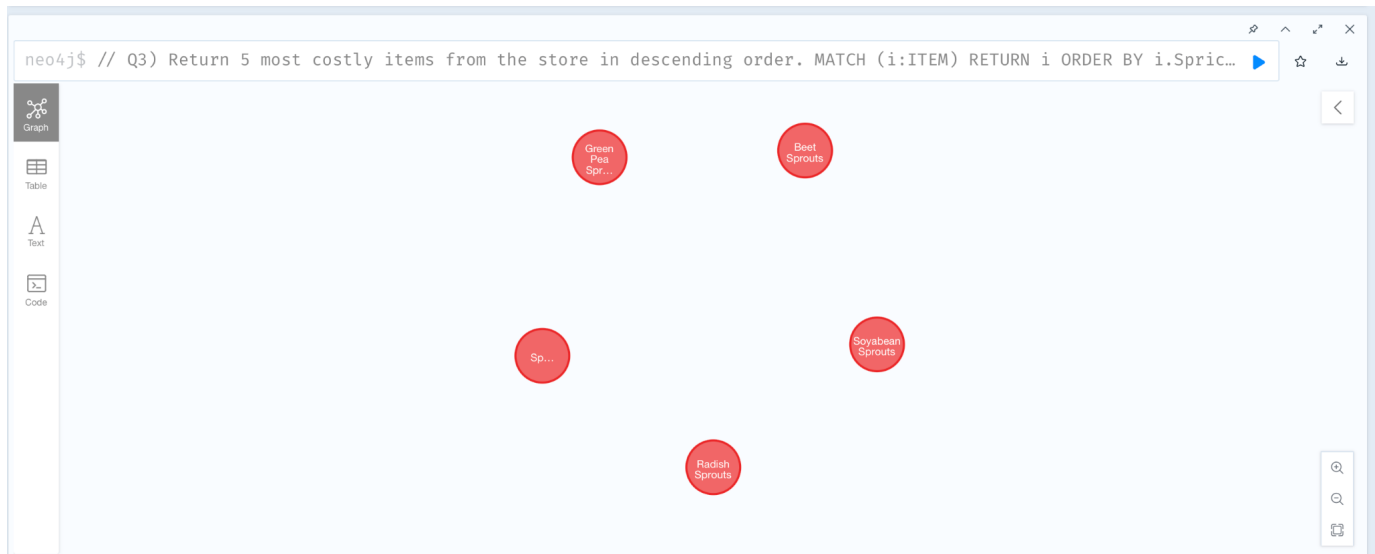 neo4j$ // Q3) Return 5 most costly items from the store in descending order. MATCH (i:ITEM) RETURN i ORDER BY i.Spric…
Graph
Table
Text
Code
Green
Pea
Spr…
Beet
Sprouts
Sp…
Soyabean
Sprouts
Radish
Sprouts